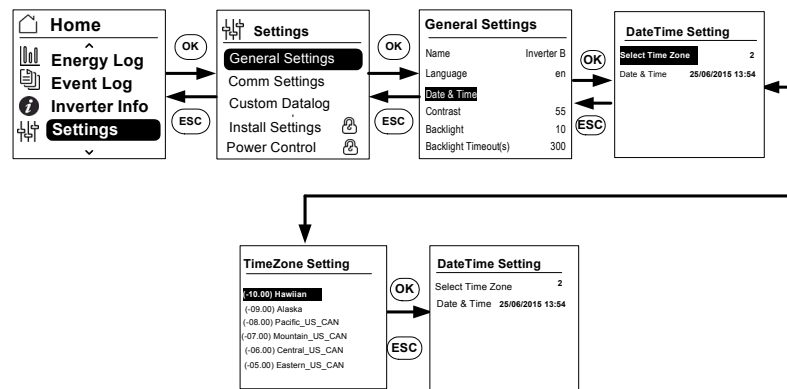 Home
Energy Log
Event Log
Inverter Info
Settings
OK
ESC
Settings
General Settings
Comm Settings
Custom Datalog
Install Settings
Power Control
OK
ESC
General Settings
Name Inverter B
Language en
Date & Time
Contrast 55
Backlight 10
Backlight Timeout(s) 300
OK
ESC
DateTime Setting
Select Time Zone 2
Date & Time 25/06/2015 13:54
TimeZone Setting
(-10.00) Hawiian
(-09.00) Alaska
(-08.00) Pacific_US_CAN
(-07.00) Mountain_US_CAN
(-06.00) Central_US_CAN
(-05.00) Eastern_US_CAN
OK
ESC
DateTime Setting
Select Time Zone 2
Date & Time 25/06/2015 13:54